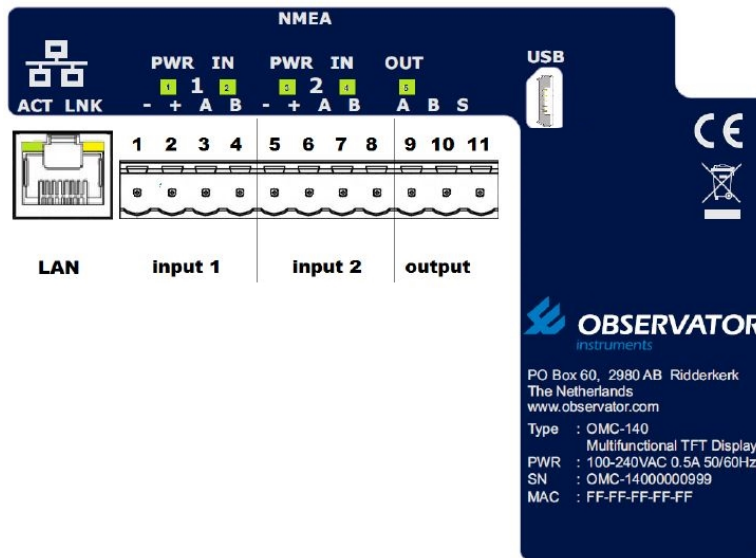 NMEA
PWR IN PWR IN OUT USB
1 1 2 3 2 4 5
ACT LNK - + A B - + A B A B S
1 2 3 4 5 6 7 8 9 10 11
CE
LAN input 1 input 2 output
OBSERVATOR
instruments
PO Box 60, 2980 AB Ridderkerk
The Netherlands
www.observator.com
Type : OMC-140
Multifunctional TFT Display
PWR : 100-240VAC 0.5A 50/60Hz
SN : OMC-14000000999
MAC : FF-FF-FF-FF-FF